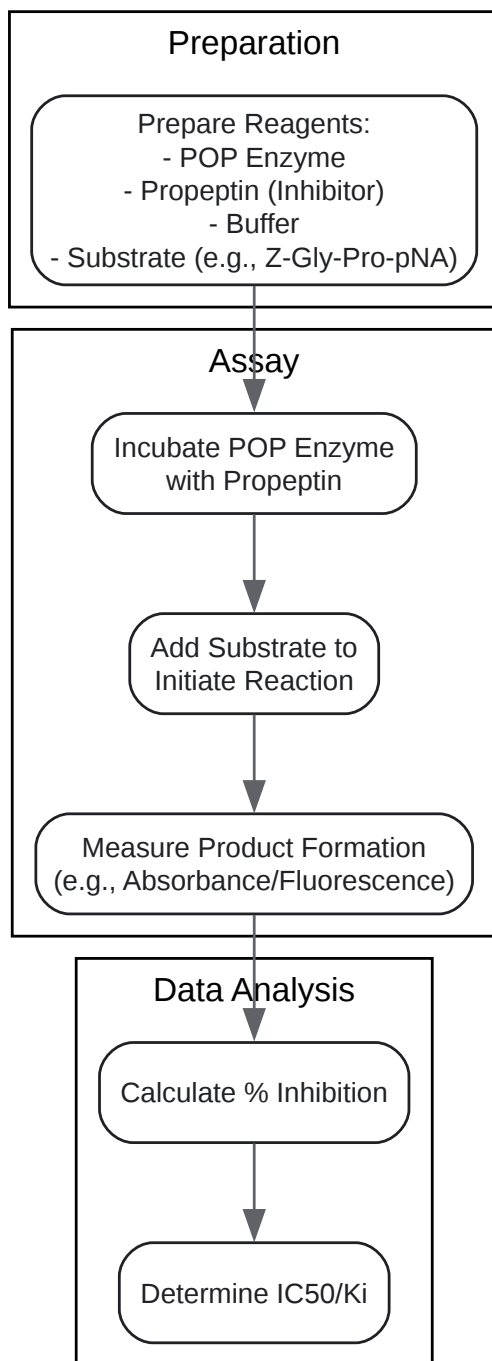 Preparation
Prepare Reagents:
- POP Enzyme
- Propeptin (Inhibitor)
- Buffer
- Substrate (e.g., Z-Gly-Pro-pNA)
Assay
Incubate POP Enzyme
with Propeptin
Add Substrate to
Initiate Reaction
Measure Product Formation
(e.g., Absorbance/Fluorescence)
Data Analysis
Calculate % Inhibition
Determine IC50/Ki